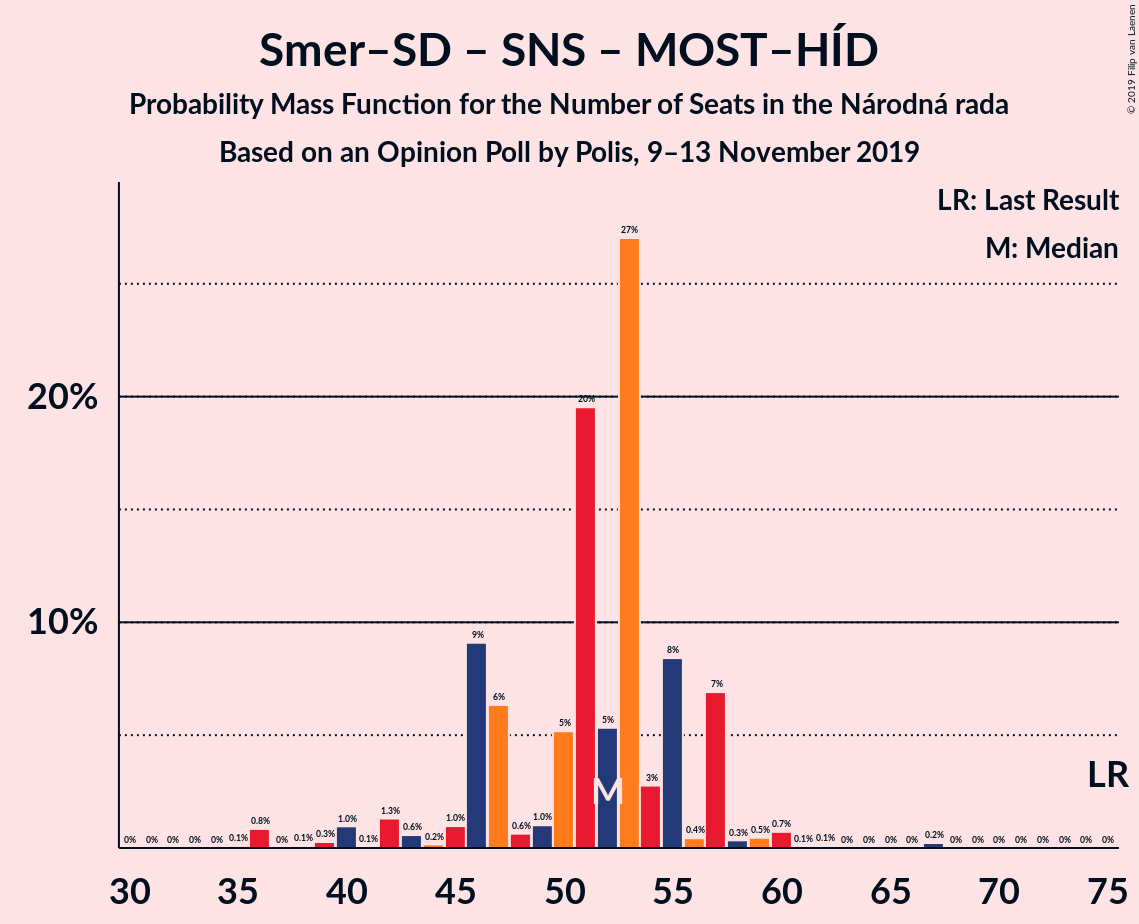 Smer–SD – SNS – MOST–HÍD
Probability Mass Function for the Number of Seats in the Národná rada
Based on an Opinion Poll by Polis, 9–13 November 2019
© 2019 Filip van Laenen
LR: Last Result
M: Median
20%
10%
0% 0% 0% 0% 0% 0.1% 0.8% 0% 0.1% 0.3% 1.0% 0.1% 1.3% 0.6% 0.2% 1.0% 9% 6% 0.6% 1.0% 5% 20% 5% 27% 3% 8% 0.4% 7% 0.3% 0.5% 0.7% 0.1% 0.1% 0% 0% 0% 0% 0.2% 0% 0% 0% 0% 0% 0% 0% 0%
M
LR
30 35 40 45 50 55 60 65 70 75